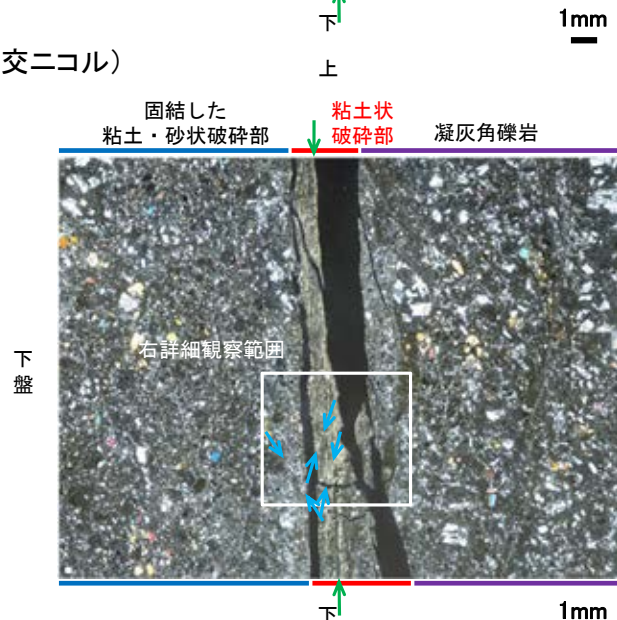 下
1mm
交ニコル）
上
固結した
粘土・砂状破砕部
粘土状
破砕部
凝灰角礫岩
右詳細観察範囲
下
盤
下
1mm